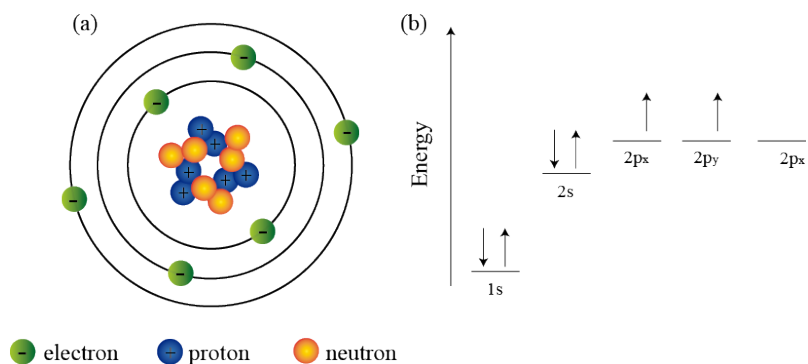 (a)
(b)
Energy
2px
2py
2px
2s
1s
electron
proton
neutron